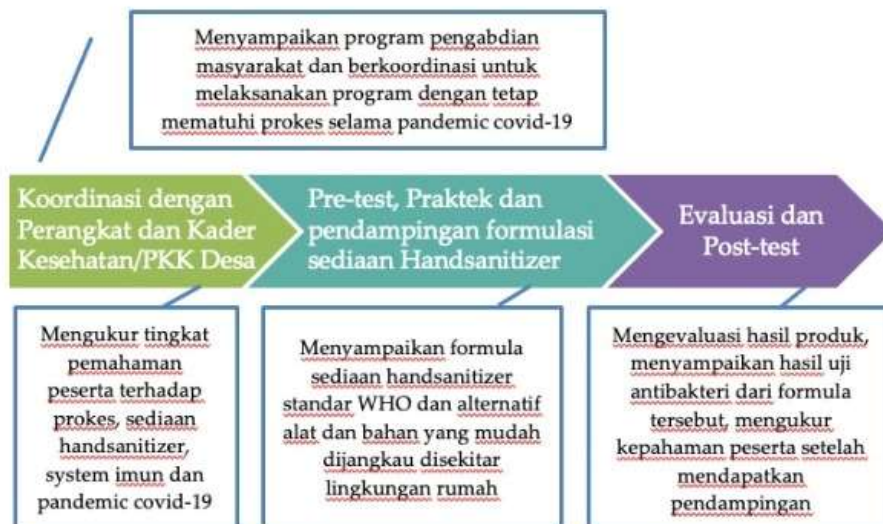 Menyampaikan program pengabdian
masyarakat dan berkoordinasi untuk
melaksanakan program dengan tetap
mematuhi prokes selama pandemic covid-19
Koordinasi dengan
Perangkat dan Kader
Kesehatan/PKK Desa
Pre-test, Praktek dan
pendampingan formulasi
sediaan Handsanitizer
Evaluasi dan
Post-test
Mengukur tingkat
pemahaman
peserta terhadap
prokes, sediaan
handsanitizer,
system imun dan
pandemic covid-19
Menyampaikan formula
sediaan handsanitizer
standar WHO dan alternatif
alat dan bahan yang mudah
dijangkau disekitar
lingkungan rumah
Mengevaluasi hasil produk,
menyampaikan hasil uji
antibakteri dari formula
tersebut, mengukur
kepahaman peserta setelah
mendapatkan
pendampingan